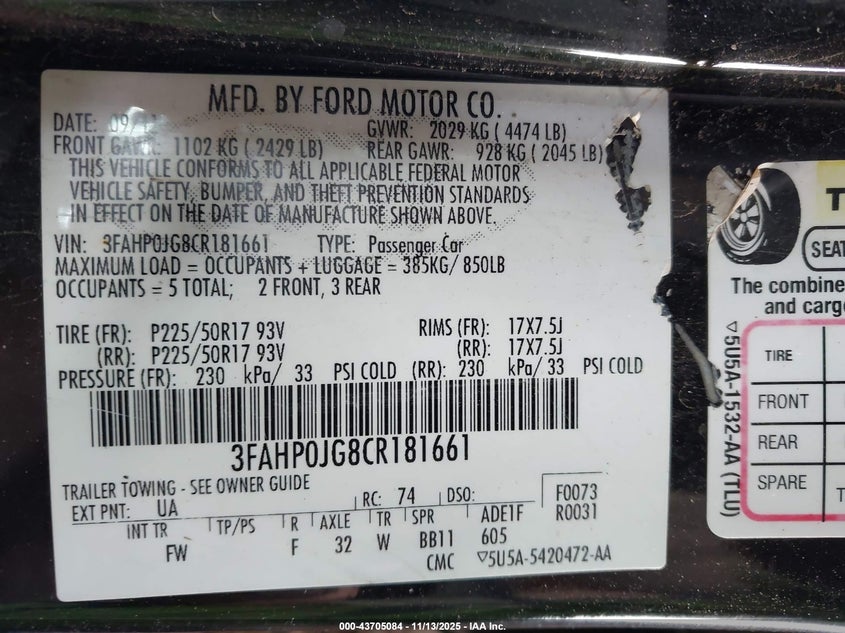 MFD. BY FORD MOTOR CO.
DATE: 09/
GVWR: 2029 KG ( 4474 LB)
FRONT GAWR: 1102 KG ( 2429 LB)
REAR GAWR: 928 KG ( 2045 LB)
THIS VEHICLE CONFORMS TO ALL APPLICABLE FEDERAL MOTOR
VEHICLE SAFETY, BUMPER, AND THEFT PREVENTION STANDARDS
IN EFFECT ON THE DATE OF MANUFACTURE SHOWN ABOVE.
VIN: 3FAHP0JG8CR181661 TYPE: Passenger Car
MAXIMUM LOAD = OCCUPANTS + LUGGAGE = 385KG/ 850LB
OCCUPANTS = 5 TOTAL; 2 FRONT, 3 REAR
TIRE (FR): P225/50R17 93V RIMS (FR): 17X7.5J
(RR): P225/50R17 93V (RR): 17X7.5J
PRESSURE (FR): 230 kPa/ 33 PSI COLD (RR): 230 kPa/ 33 PSI COLD
3FAHP0JG8CR181661
TRAILER TOWING - SEE OWNER GUIDE
EXT PNT: UA RC: 74 DSO: F0073
R0031
INT TR TP/PS R AXLE TR SPR ADE1F
FW F 32 W BB11 605
CMC ▽5U5A-5420472-AA
SEAT
The combine
and cargo
TIRE
FRONT
REAR
SPARE
▽5U5A-1532-AA (TLU)
000-43705084 - 11/13/2025 - IAA Inc.